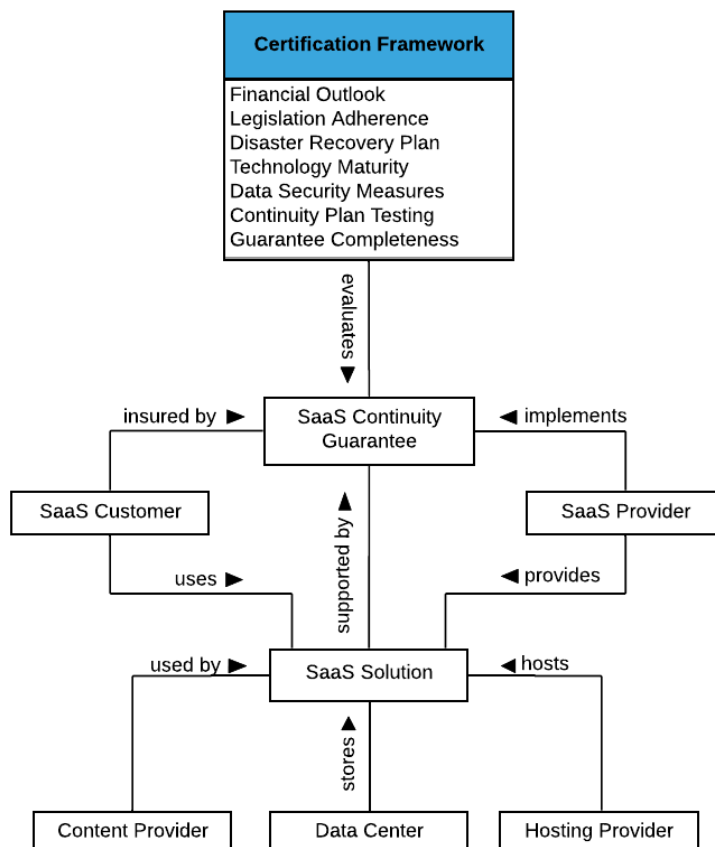 Certification Framework
Financial Outlook
Legislation Adherence
Disaster Recovery Plan
Technology Maturity
Data Security Measures
Continuity Plan Testing
Guarantee Completeness
evaluates
insured by
SaaS Continuity
Guarantee
implements
SaaS Customer
SaaS Provider
supported by
uses
provides
used by
SaaS Solution
hosts
stores
Content Provider
Data Center
Hosting Provider